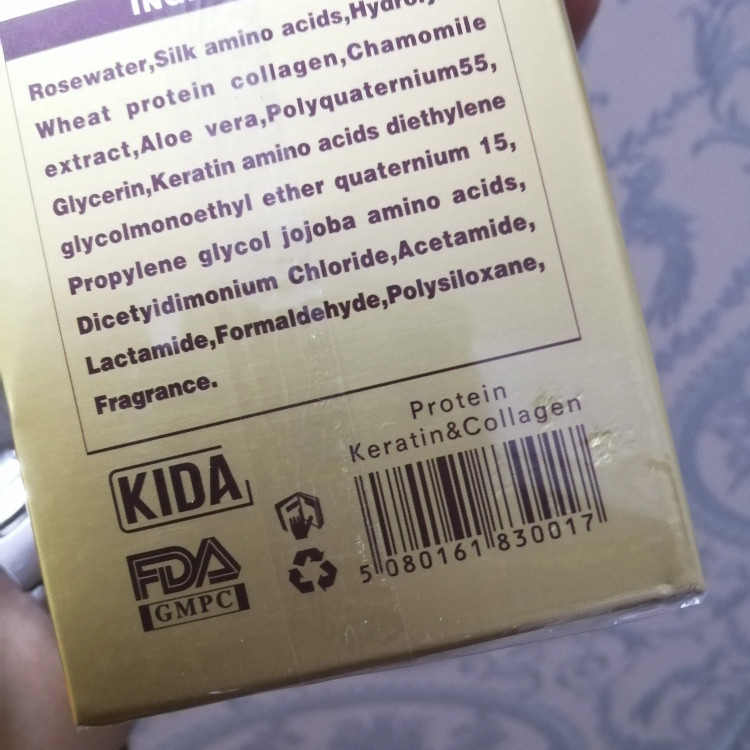 Rosewater,Silk amino acids,
Wheat protein collagen,Chamomile
extract,Aloe vera,Polyquaternium55,
Glycerin,Keratin amino acids diethylene
glycolmonoethyl ether quaternium 15,
Propylene glycol jojoba amino acids,
Dicetyidimonium Chloride,Acetamide,
Lactamide,Formaldehyde,Polysiloxane,
Fragrance.
Protein
Keratin&Collagen
KIDA
FDA
GMPC
5 080161 830017